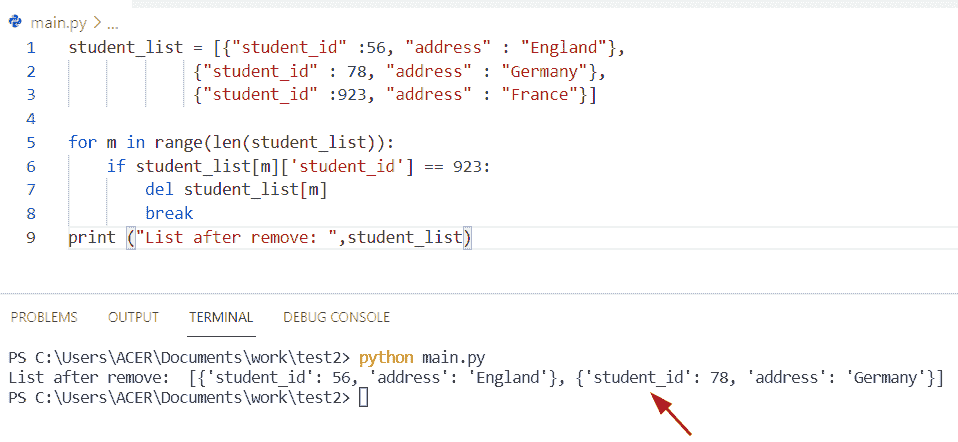 main.py > ...
1 student_list = [{"student_id" :56, "address" : "England"},
2 {"student_id" : 78, "address" : "Germany"},
3 {"student_id" :923, "address" : "France"}]
4
5 for m in range(len(student_list)):
6 if student_list[m]['student_id'] == 923:
7 del student_list[m]
8 break
9 print ("List after remove: ",student_list)
PROBLEMS OUTPUT TERMINAL DEBUG CONSOLE
PS C:\Users\ACER\Documents\work\test2> python main.py
List after remove:  [{'student_id': 56, 'address': 'England'}, {'student_id': 78, 'address': 'Germany'}]
PS C:\Users\ACER\Documents\work\test2>